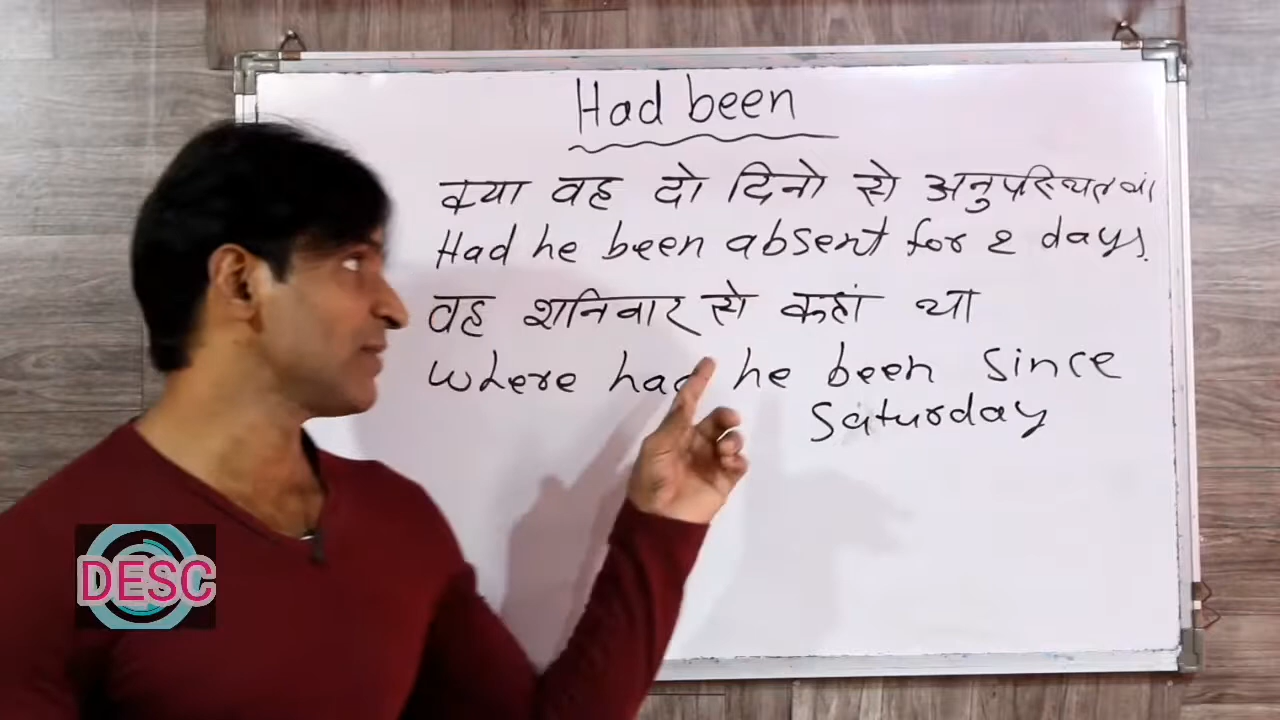 Had been
क्या वह दो दिनो से अनुपस्थित था।
Had he been absent for 2 days.
वह शनिवार से कहां था
Where had he been since
Saturday
DESC